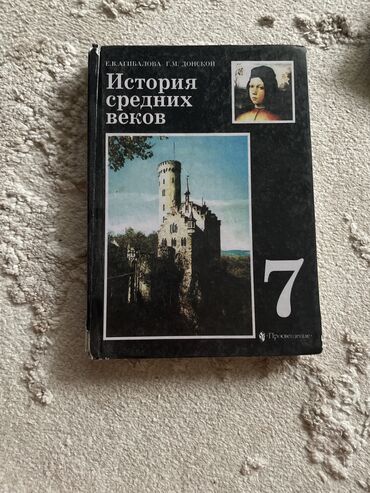 Е.В.АГИБАЛОВА Г.М. ДОНСКОЙ
История
средних
веков
7
•Просвещение•